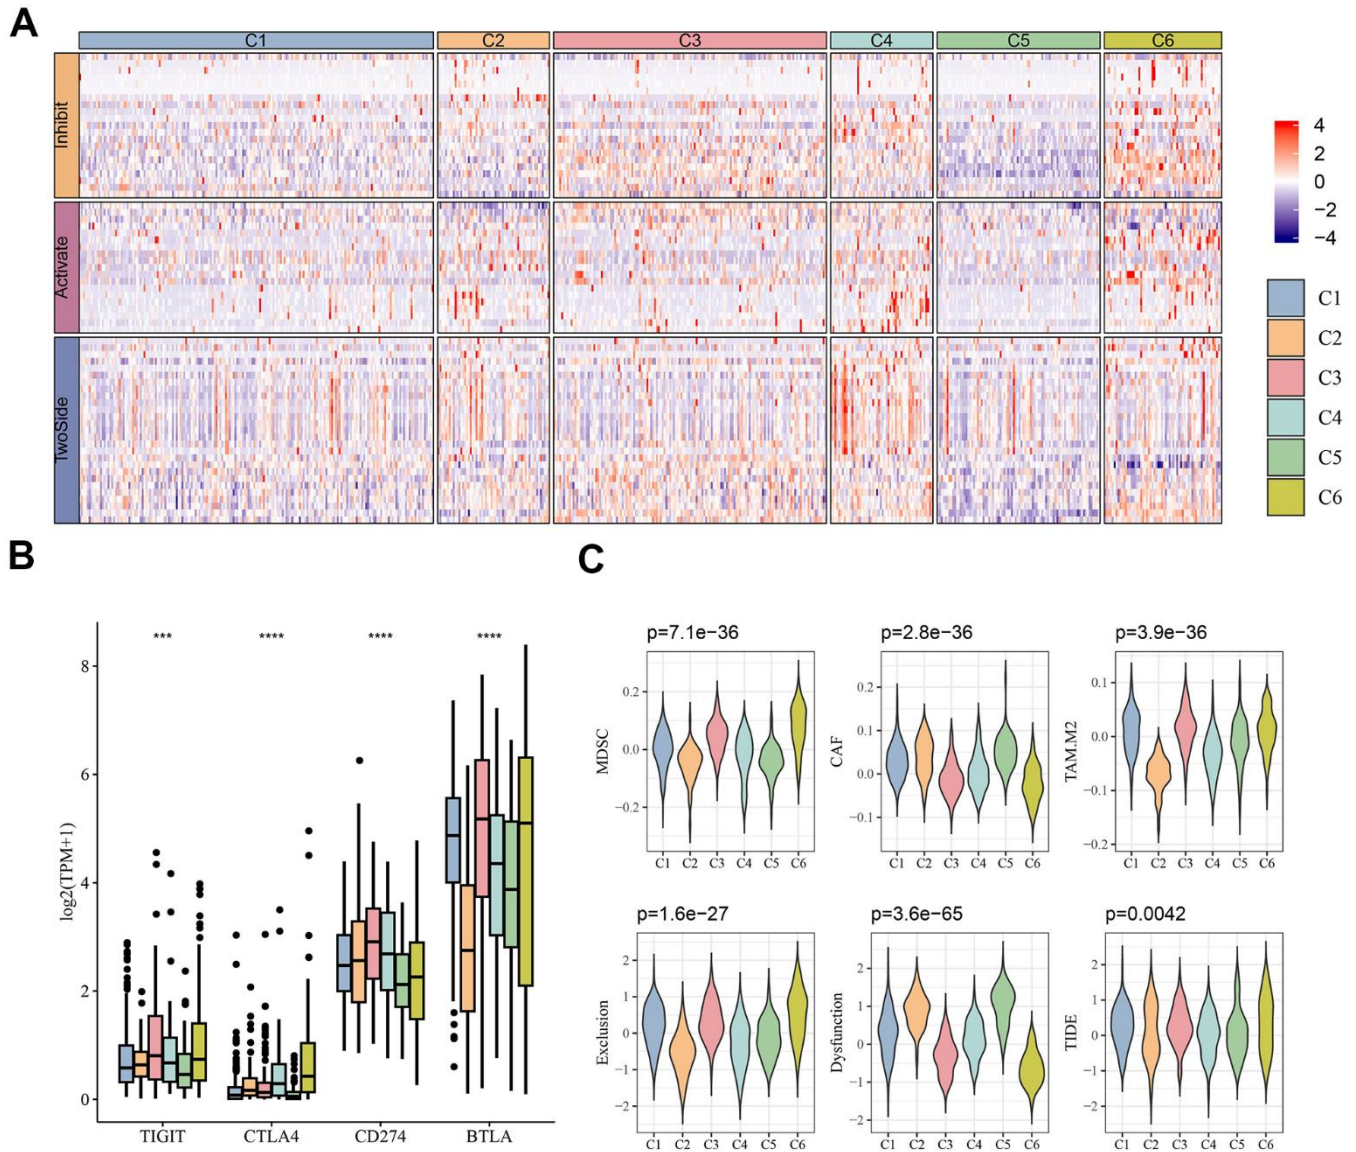 A
C1 C2 C3 C4 C5 C6
Inhibit
Activate
TwoSide
4
2
0
−2
−4
C1
C2
C3
C4
C5
C6
B
*** **** **** ****
log2(TPM+1)
8
6
4
2
0
TIGIT CTLA4 CD274 BTLA
C
p=7.1e−36
MDSC
0.2
0.0
−0.2
C1 C2 C3 C4 C5 C6
p=2.8e−36
CAF
0.2
0.1
0.0
−0.1
C1 C2 C3 C4 C5 C6
p=3.9e−36
TAM.M2
0.1
0.0
−0.1
−0.2
C1 C2 C3 C4 C5 C6
p=1.6e−27
Exclusion
2
1
0
−1
−2
C1 C2 C3 C4 C5 C6
p=3.6e−65
Dysfunction
2
1
0
−1
−2
C1 C2 C3 C4 C5 C6
p=0.0042
TIDE
2
1
0
−1
−2
C1 C2 C3 C4 C5 C6